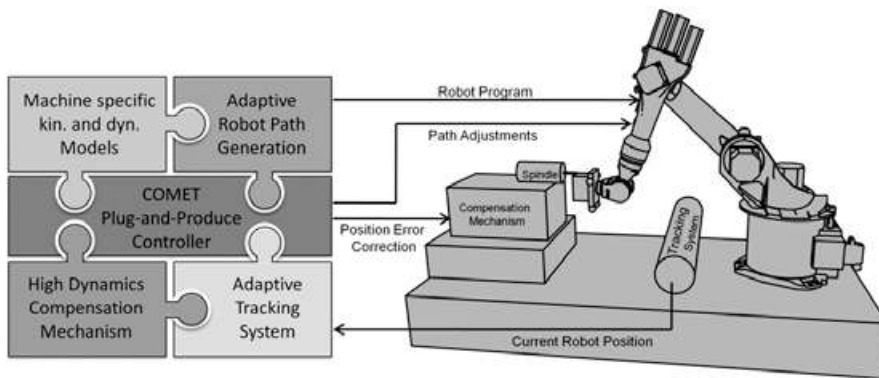 Machine specific
kin. and dyn.
Models
Adaptive
Robot Path
Generation
COMET
Plug-and-Produce
Controller
High Dynamics
Compensation
Mechanism
Adaptive
Tracking
System
Robot Program
Path Adjustments
Position Error
Correction
Current Robot Position
Spindle
Compensation
Mechanism
Tracking
System